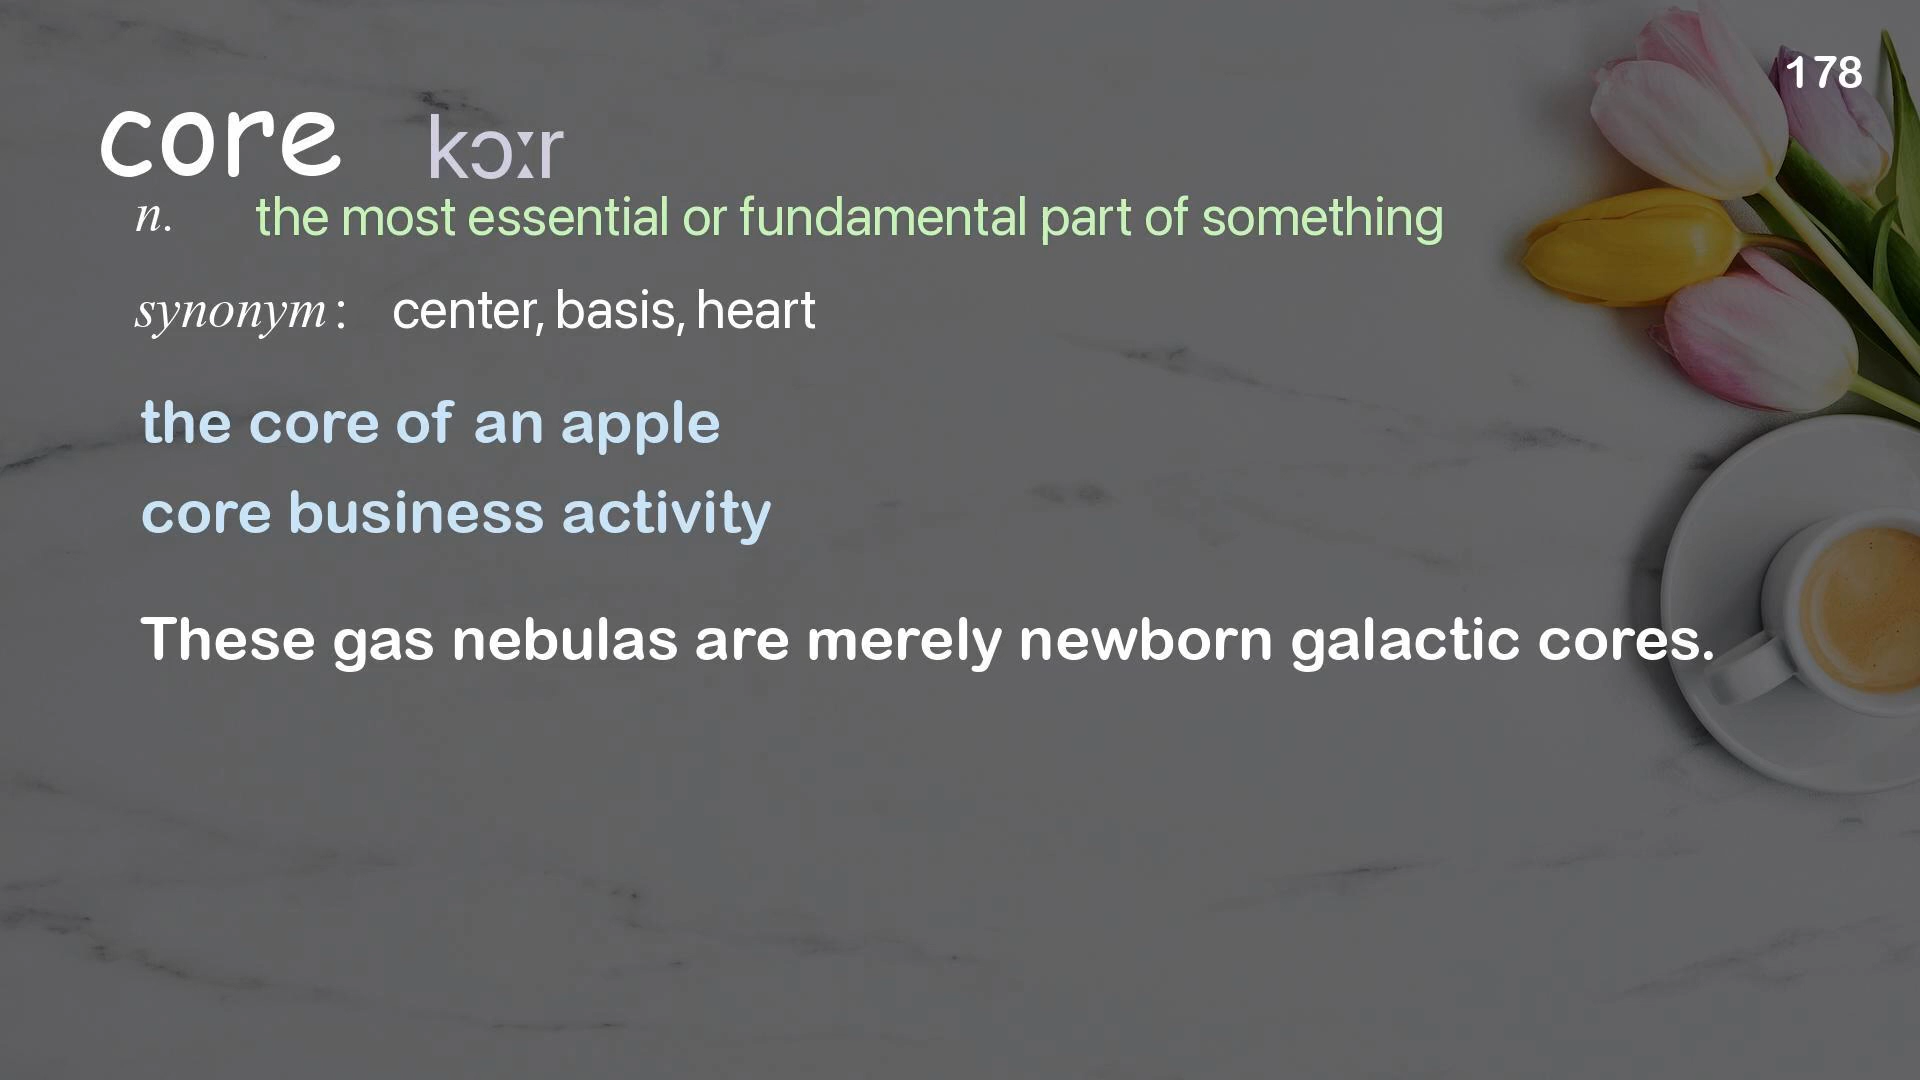 178
core kɔːr
n. the most essential or fundamental part of something
synonym: center, basis, heart
the core of an apple
core business activity
These gas nebulas are merely newborn galactic cores.